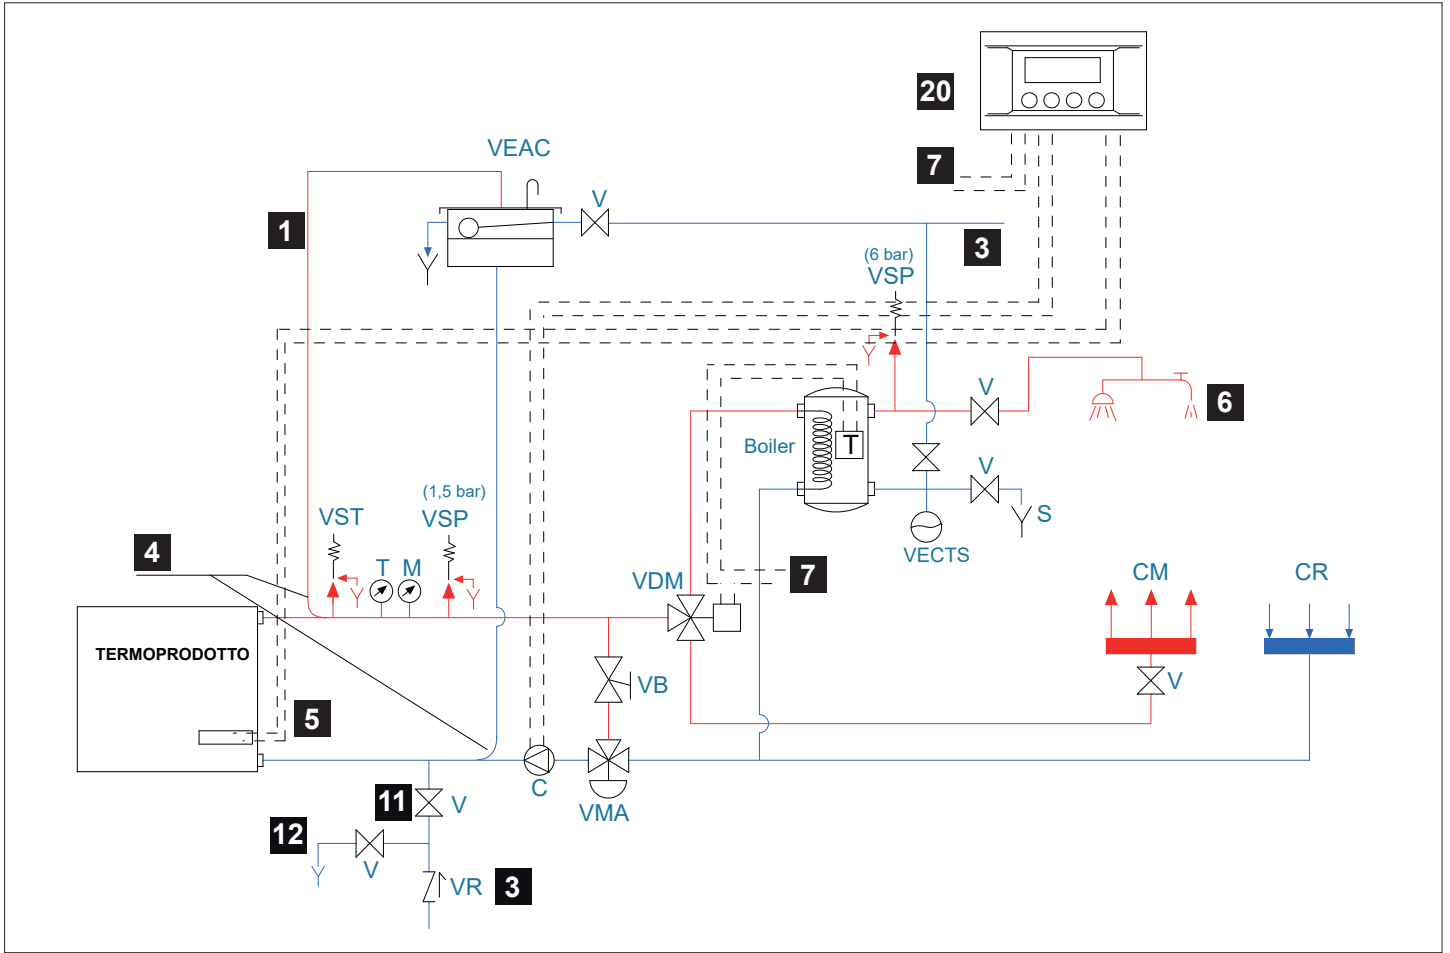 20
VEAC
7
V
1
3
(6 bar)
VSP
V
6
Boiler
T
(1,5 bar)
V
VST
VSP
S
4
VECTS
T
M
7
VDM
CM
CR
TERMOPRODOTTO
VB
V
5
C
11
V
VMA
12
V
VR
3